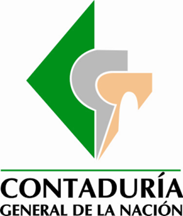 CONTADURÍA
GENERAL DE LA NACIÓN